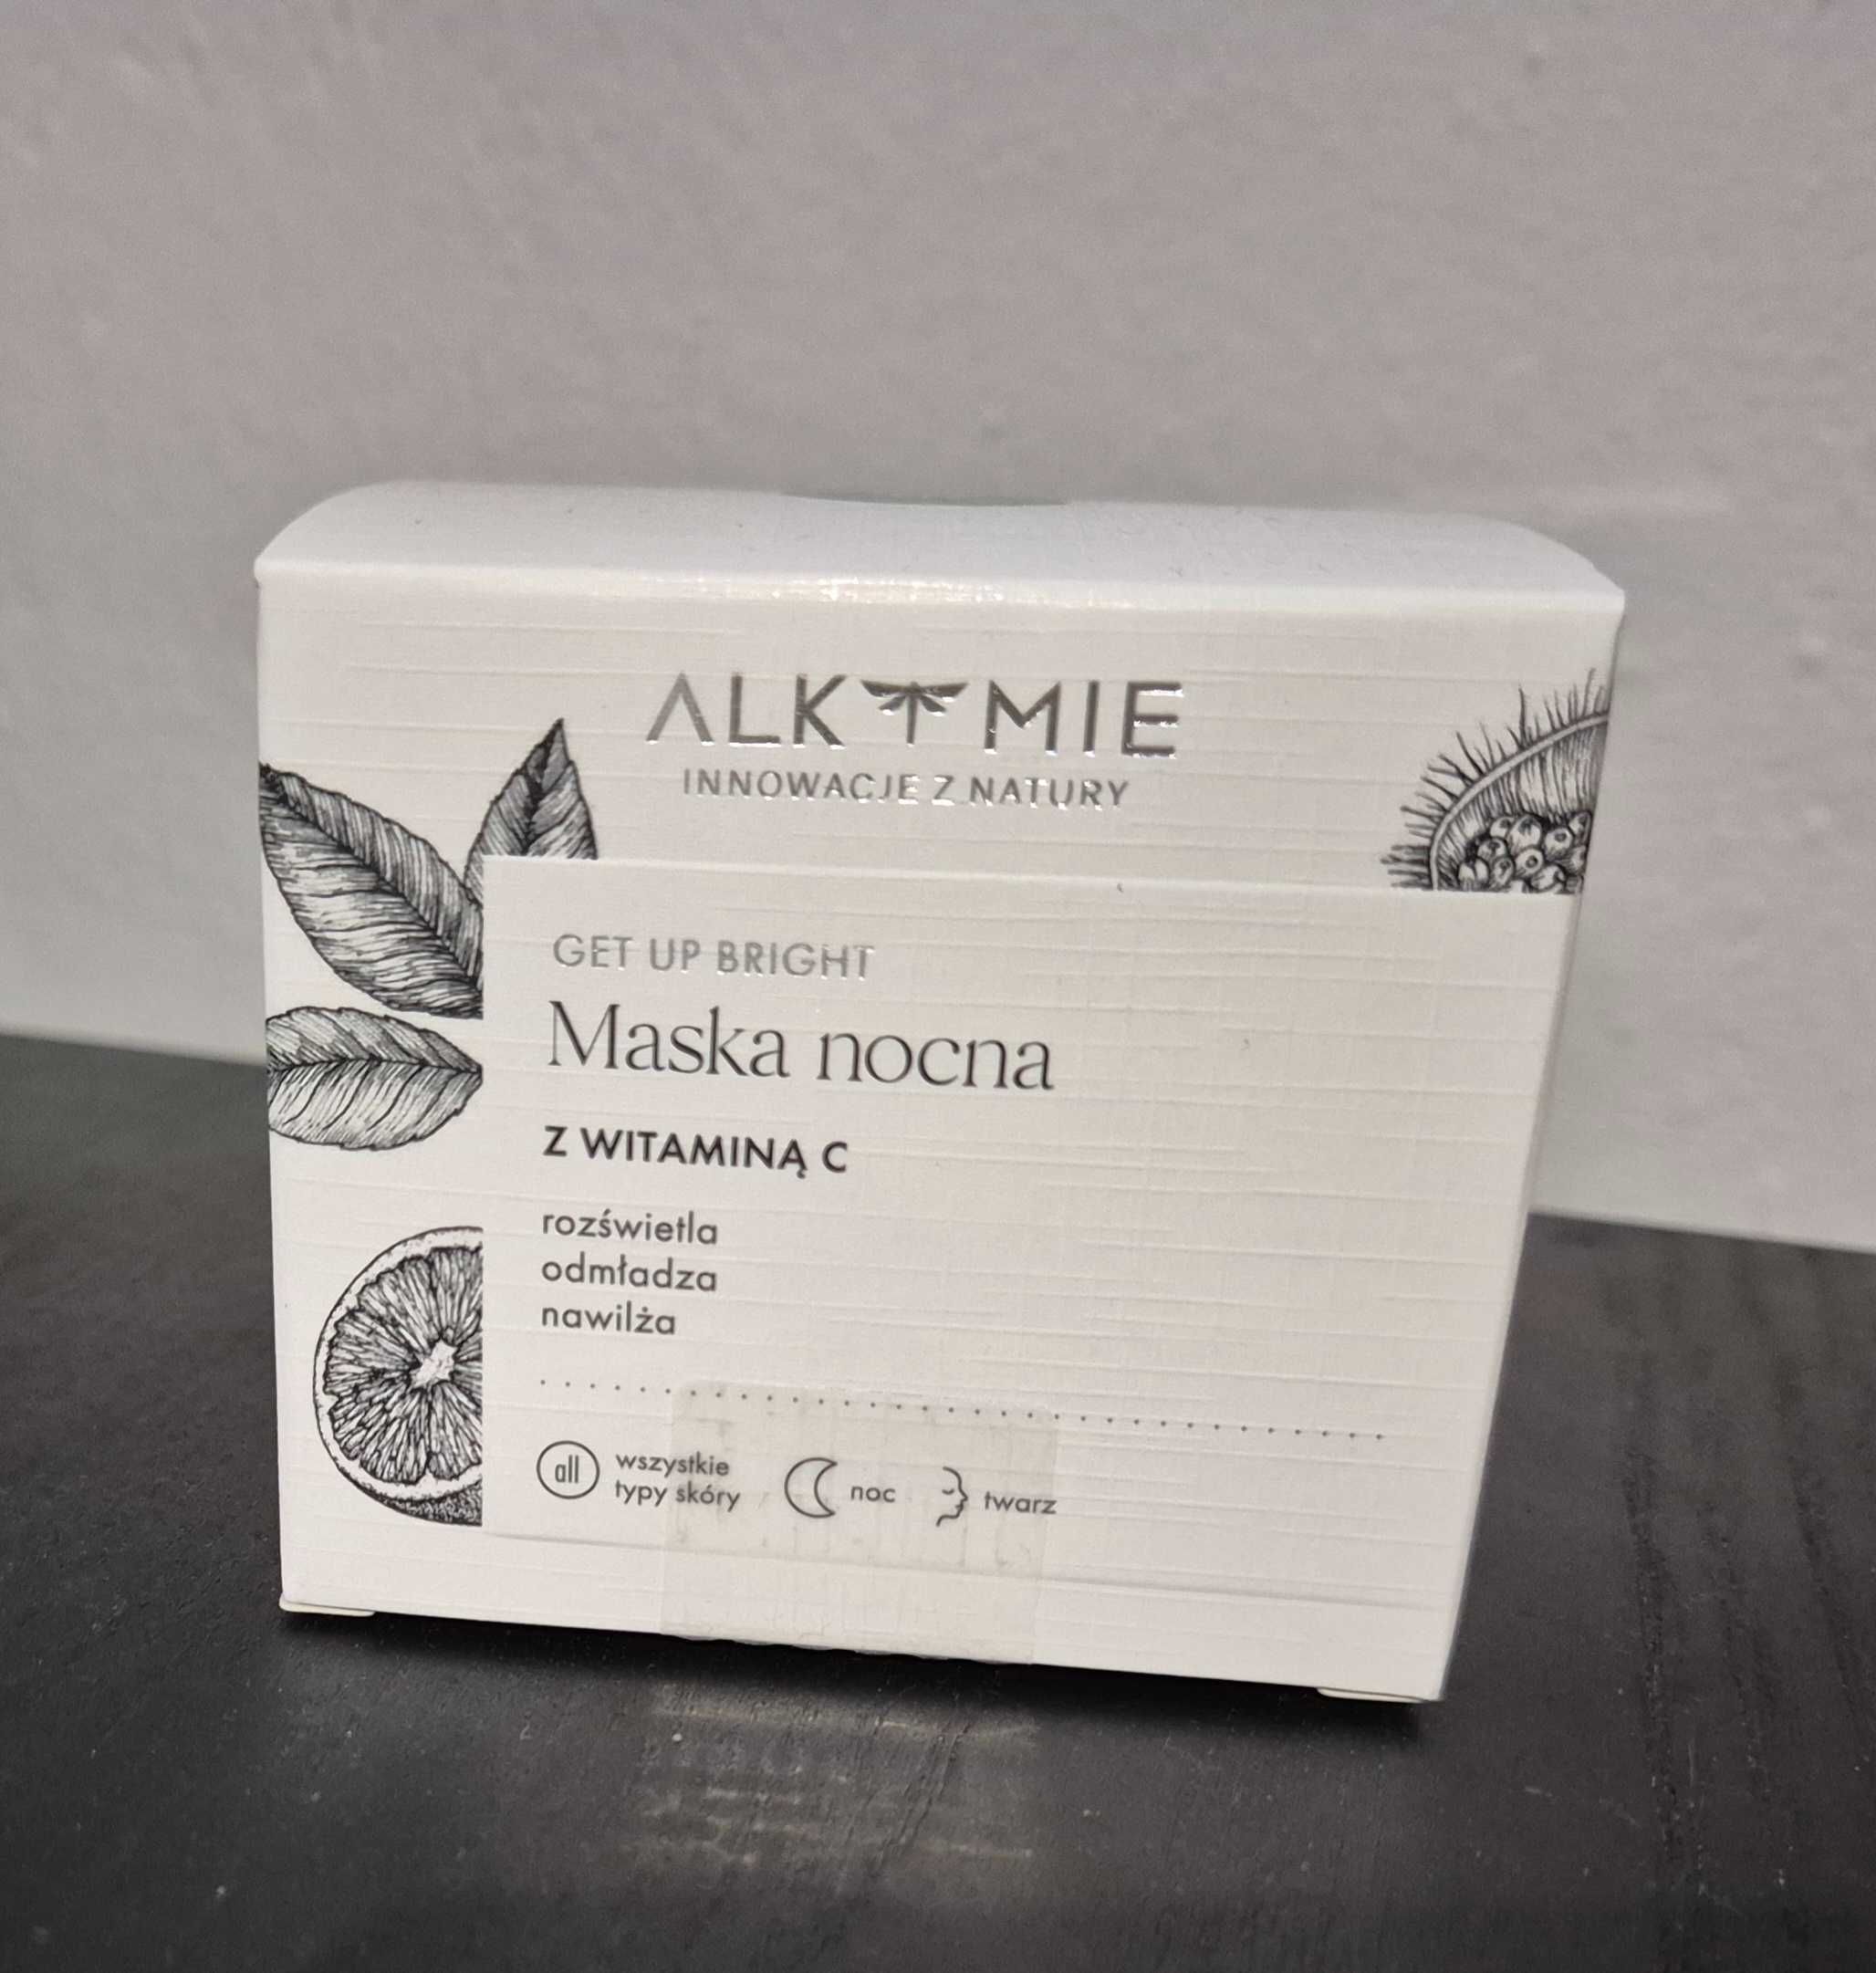 ALKMIE
INNOWACJE Z NATURY
GET UP BRIGHT
Maska nocna
Z WITAMINĄ C
rozświetla
odmładza
nawilża
all
wszystkie
typy skóry
noc
twarz